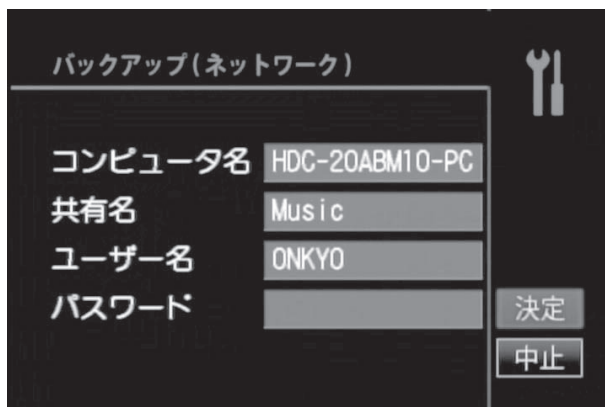 バックアップ(ネットワーク)
コンピュータ名 HDC-20ABM10-PC
共有名 Music
ユーザー名 ONKYO
パスワード
決定
中止